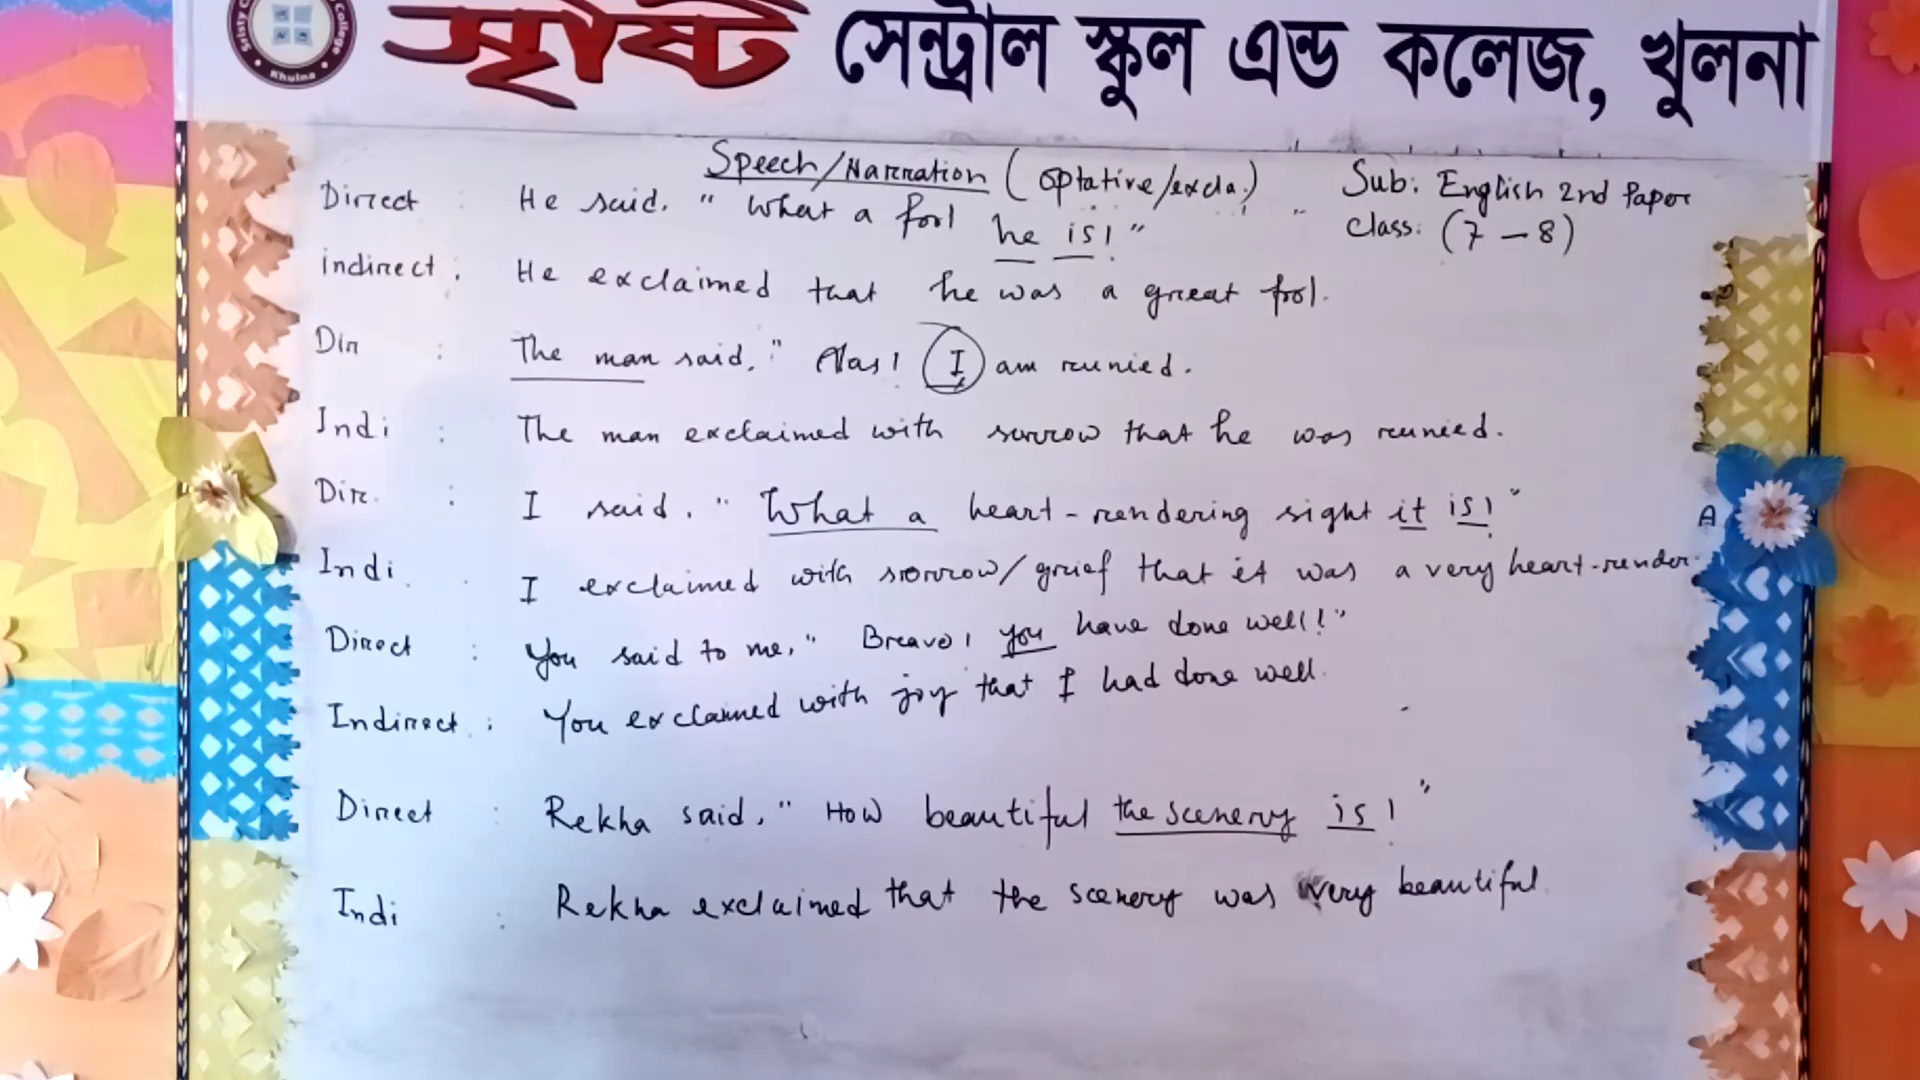 সৃষ্টি সেন্ট্রাল স্কুল এন্ড কলেজ, খুলনা
Khulna
Speech/Narration (Optative/excla.)
Sub: English 2nd Paper
Class: (7 – 8)
Direct : He said, "What a fool he is!"
indirect : He exclaimed that he was a great fool.
Dir : The man said, "Alas! I am runied.
Indi : The man exclaimed with sorrow that he was runied.
Dir. : I said, "What a heart-rendering sight it is!"
A
Indi. : I exclaimed with sorrow/grief that it was a very heart-render
Direct : You said to me, "Breavo! you have done well!"
Indirect : You exclaimed with joy that I had done well.
Direct : Rekha said, "How beautiful the scenery is!"
Indi : Rekha exclaimed that the scenery was very beautiful.